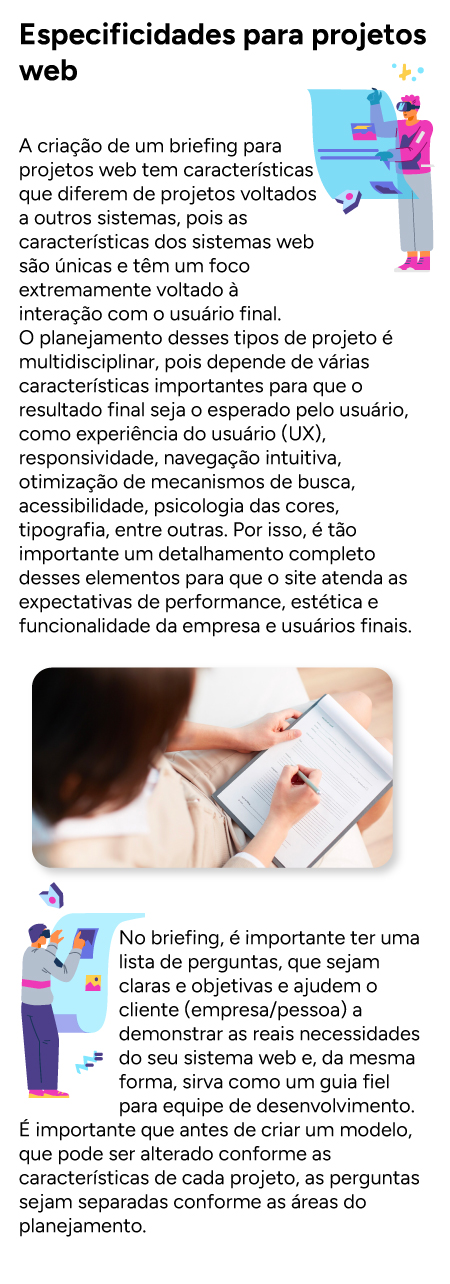 Especificidades para projetos
web
A criação de um briefing para
projetos web tem características
que diferem de projetos voltados
a outros sistemas, pois as
características dos sistemas web
são únicas e têm um foco
extremamente voltado à
interação com o usuário final.
O planejamento desses tipos de projeto é
multidisciplinar, pois depende de várias
características importantes para que o
resultado final seja o esperado pelo usuário,
como experiência do usuário (UX),
responsividade, navegação intuitiva,
otimização de mecanismos de busca,
acessibilidade, psicologia das cores,
tipografia, entre outras. Por isso, é tão
importante um detalhamento completo
desses elementos para que o site atenda as
expectativas de performance, estética e
funcionalidade da empresa e usuários finais.
No briefing, é importante ter uma
lista de perguntas, que sejam
claras e objetivas e ajudem o
cliente (empresa/pessoa) a
demonstrar as reais necessidades
do seu sistema web e, da mesma
forma, sirva como um guia fiel
para equipe de desenvolvimento.
É importante que antes de criar um modelo,
que pode ser alterado conforme as
características de cada projeto, as perguntas
sejam separadas conforme as áreas do
planejamento.